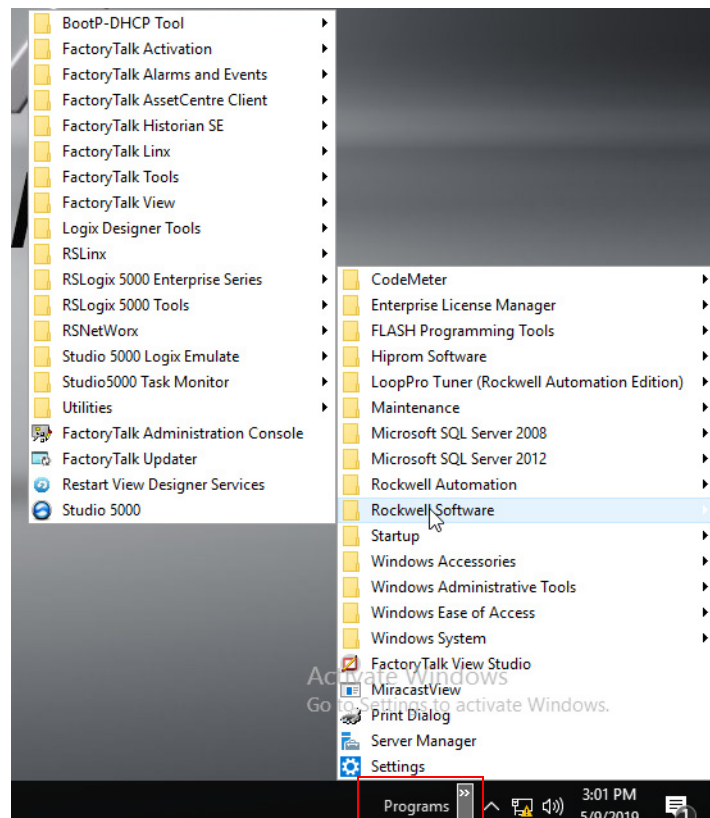 BootP-DHCP Tool
FactoryTalk Activation
FactoryTalk Alarms and Events
FactoryTalk AssetCentre Client
FactoryTalk Historian SE
FactoryTalk Linx
FactoryTalk Tools
FactoryTalk View
Logix Designer Tools
RSLinx
RSLogix 5000 Enterprise Series
RSLogix 5000 Tools
RSNetWorx
Studio 5000 Logix Emulate
Studio5000 Task Monitor
Utilities
FactoryTalk Administration Console
FactoryTalk Updater
Restart View Designer Services
Studio 5000
CodeMeter
Enterprise License Manager
FLASH Programming Tools
Hiprom Software
LoopPro Tuner (Rockwell Automation Edition)
Maintenance
Microsoft SQL Server 2008
Microsoft SQL Server 2012
Rockwell Automation
Rockwell Software
Startup
Windows Accessories
Windows Administrative Tools
Windows Ease of Access
Windows System
FactoryTalk View Studio
MiracastView
Print Dialog
Server Manager
Settings
Activate Windows
Go to Settings to activate Windows.
Programs
3:01 PM
5/9/2019
1